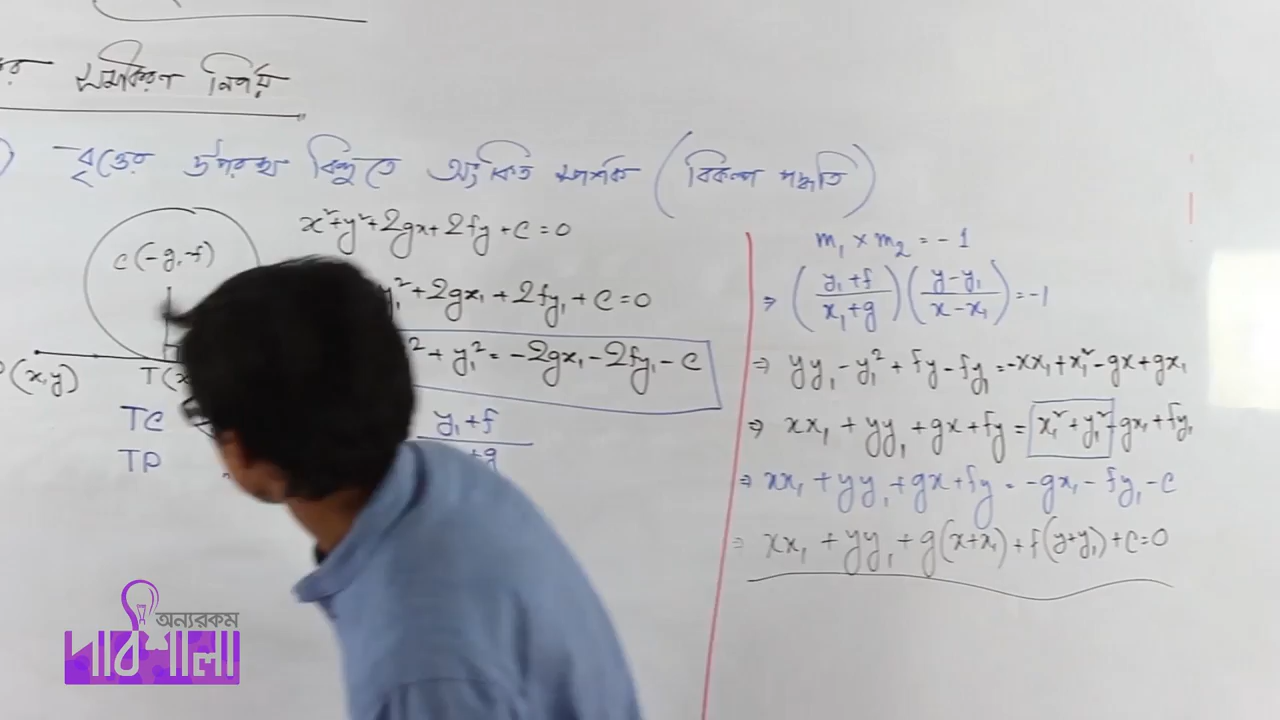 সমীকরণ নির্ণয়
বৃত্তের উপরস্থ বিন্দুতে অংকিত স্পর্শক (বিকল্প পদ্ধতি)
x²+y²+2gx+2fy+c=0
C(-g,-f)
y₁²+2gx₁+2fy₁+c=0
² + y₁² = -2gx₁-2fy₁-c
(x,y)
T(x
TC
y₁+f
+g
TP
m₁ × m₂ = -1
⇒ (y₁+f / x₁+g)(y-y₁ / x-x₁) = -1
⇒ yy₁ - y₁² + fy - fy₁ = -xx₁ + x₁² - gx + gx₁
⇒ xx₁ + yy₁ + gx + fy = x₁² + y₁² + gx₁ + fy₁
⇒ xx₁ + yy₁ + gx + fy = -gx₁ - fy₁ - c
⇒ xx₁ + yy₁ + g(x+x₁) + f(y+y₁) + c = 0
অন্যরকম
পাঠশালা